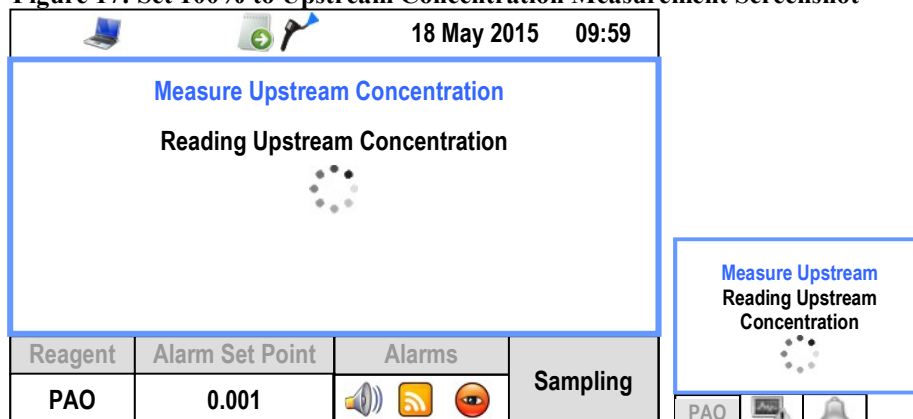 Figure 17: Set 100% to Upstream Concentration Measurement Screenshot
18 May 2015 09:59
Measure Upstream Concentration
Reading Upstream Concentration
Reagent Alarm Set Point Alarms
PAO 0.001
Sampling
Measure Upstream
Reading Upstream
Concentration
PAO